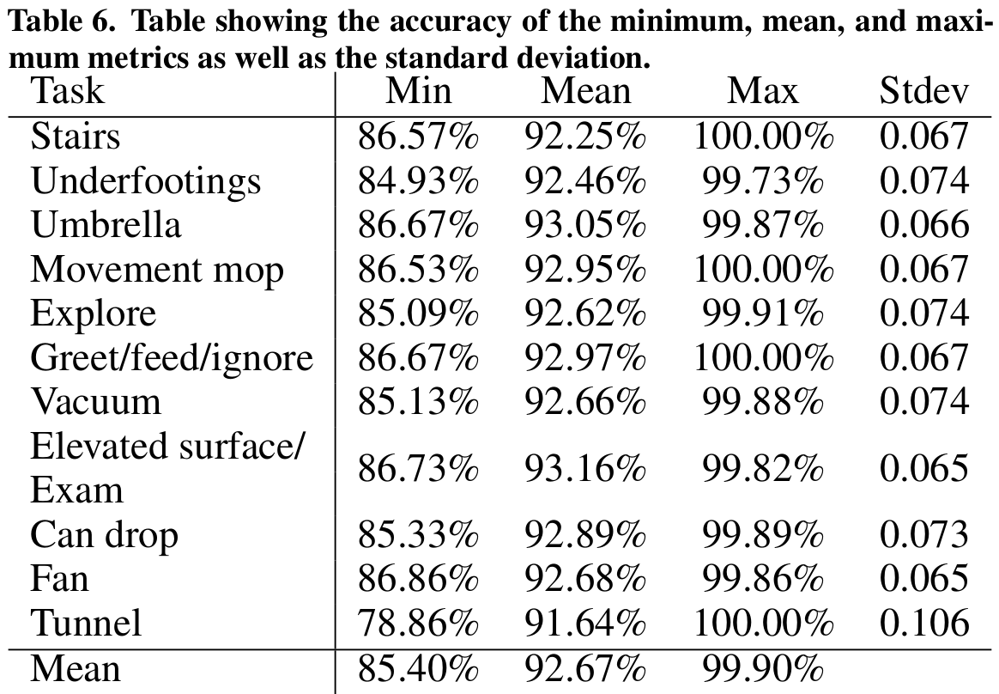 Table 6. Table showing the accuracy of the minimum, mean, and maxi-
mum metrics as well as the standard deviation.
Task Min Mean Max Stdev
Stairs 86.57% 92.25% 100.00% 0.067
Underfootings 84.93% 92.46% 99.73% 0.074
Umbrella 86.67% 93.05% 99.87% 0.066
Movement mop 86.53% 92.95% 100.00% 0.067
Explore 85.09% 92.62% 99.91% 0.074
Greet/feed/ignore 86.67% 92.97% 100.00% 0.067
Vacuum 85.13% 92.66% 99.88% 0.074
Elevated surface/
Exam 86.73% 93.16% 99.82% 0.065
Can drop 85.33% 92.89% 99.89% 0.073
Fan 86.86% 92.68% 99.86% 0.065
Tunnel 78.86% 91.64% 100.00% 0.106
Mean 85.40% 92.67% 99.90%